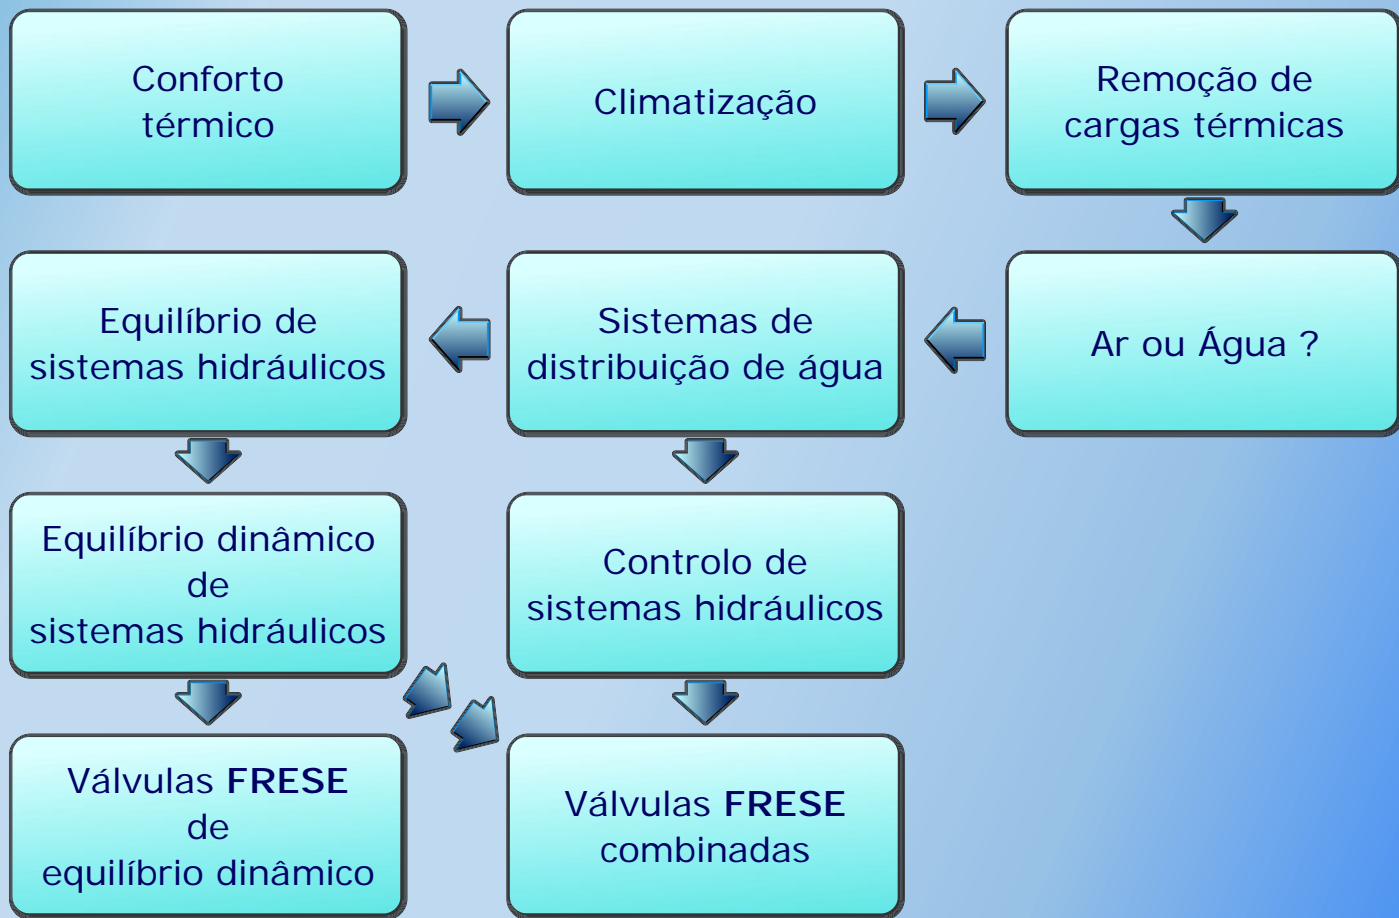 Conforto
térmico
Climatização
Remoção de
cargas térmicas
Ar ou Água ?
Sistemas de
distribuição de água
Equilíbrio de
sistemas hidráulicos
Equilíbrio dinâmico
de
sistemas hidráulicos
Controlo de
sistemas hidráulicos
Válvulas FRESE
de
equilíbrio dinâmico
Válvulas FRESE
combinadas